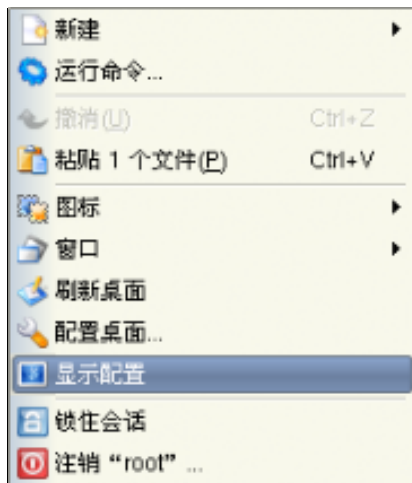 新建
运行命令...
撤消(U) Ctrl+Z
粘贴 1 个文件(P) Ctrl+V
图标
窗口
刷新桌面
配置桌面...
显示配置
锁住会话
注销 “root” ...